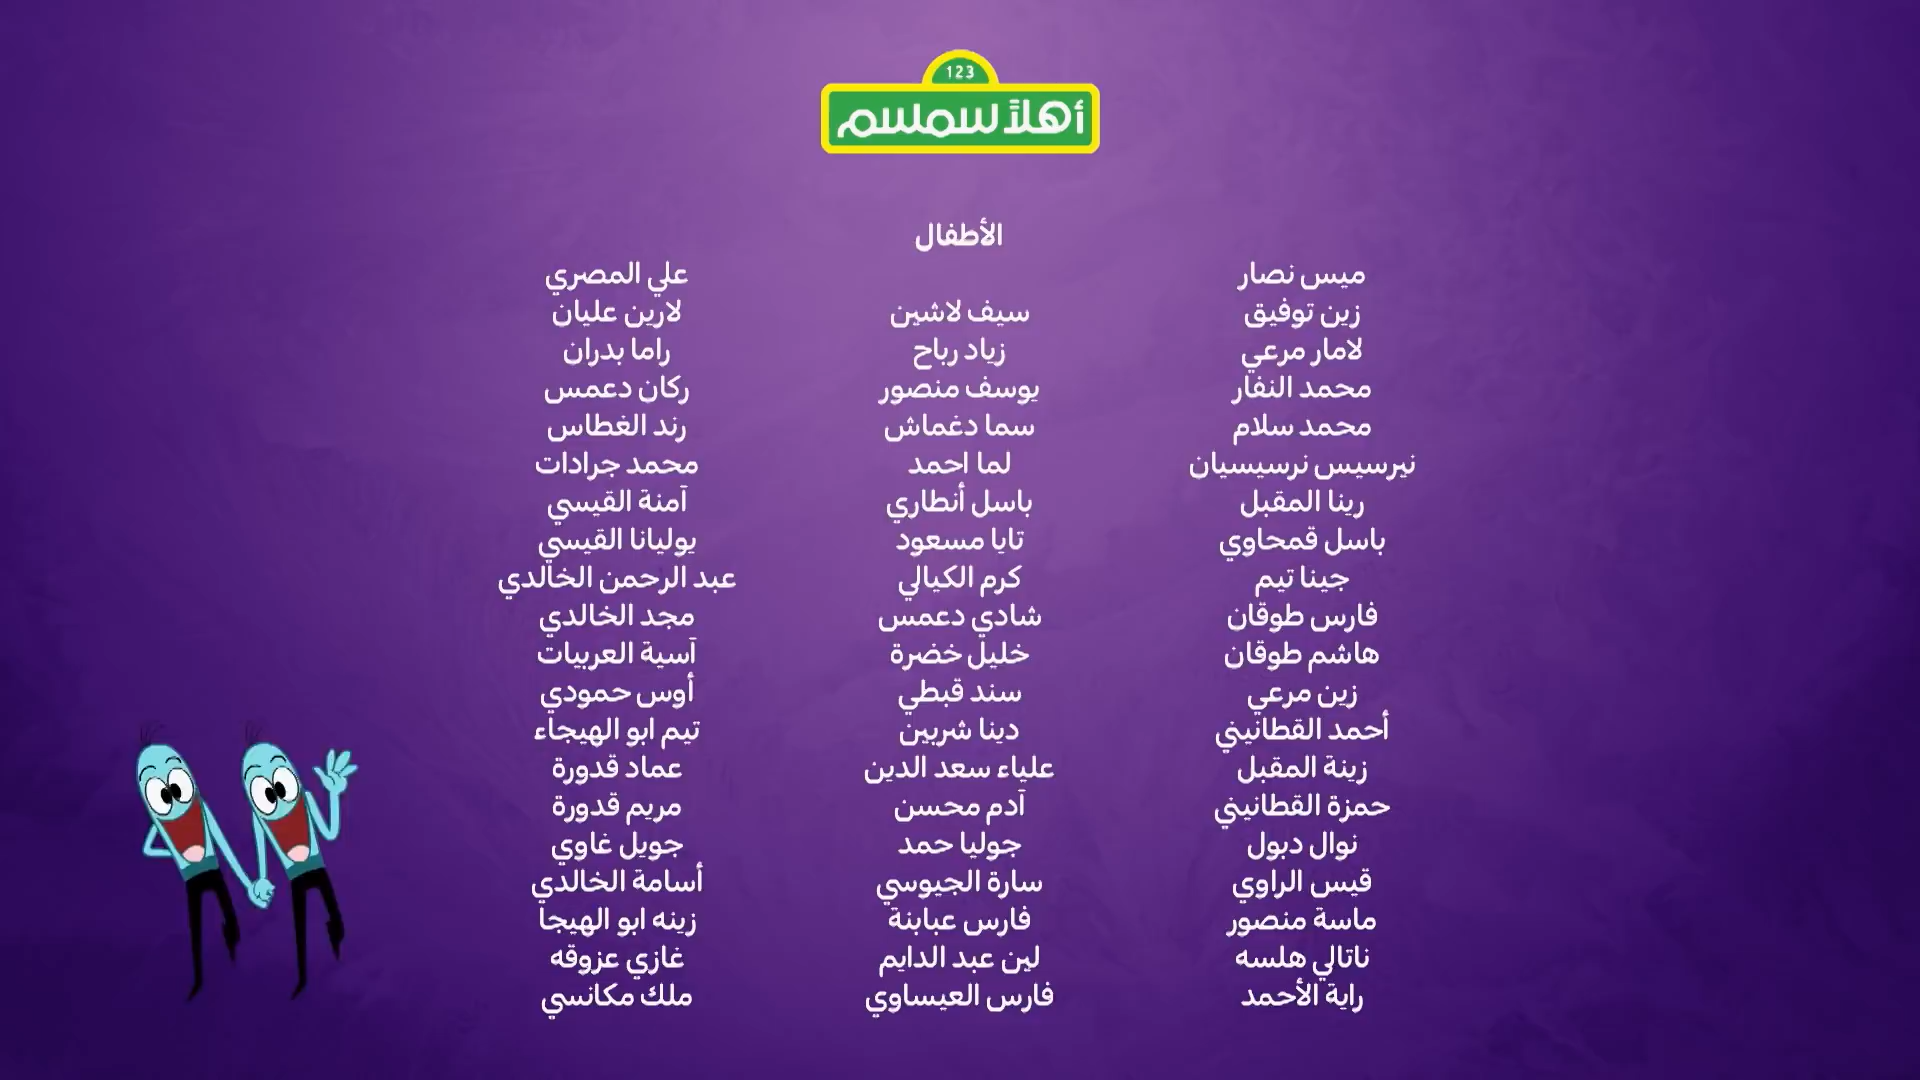 123
أهلاً سمسم
الأطفال
ميس نصار
زين توفيق
لامار مرعي
محمد النفار
محمد سلام
نيرسيس نرسيسيان
رينا المقبل
باسل قمحاوي
جينا تيم
فارس طوقان
هاشم طوقان
زين مرعي
أحمد القطانيني
زينة المقبل
حمزة القطانيني
نوال دبول
قيس الراوي
ماسة منصور
ناتالي هلسه
راية الأحمد
سيف لاشين
زياد رباح
يوسف منصور
سما دغماش
لما احمد
باسل أنطاري
تايا مسعود
كرم الكيالي
شادي دعمس
خليل خضرة
سند قبطي
دينا شربين
علياء سعد الدين
آدم محسن
جوليا حمد
سارة الجيوسي
فارس عبابنة
لين عبد الدايم
فارس العيساوي
علي المصري
لارين عليان
راما بدران
ركان دعمس
رند الغطاس
محمد جرادات
آمنة القيسي
يوليانا القيسي
عبد الرحمن الخالدي
مجد الخالدي
آسية العربيات
أوس حمودي
تيم ابو الهيجاء
عماد قدورة
مريم قدورة
جويل غاوي
أسامة الخالدي
زينه ابو الهيجا
غازي عزوقه
ملك مكانسي